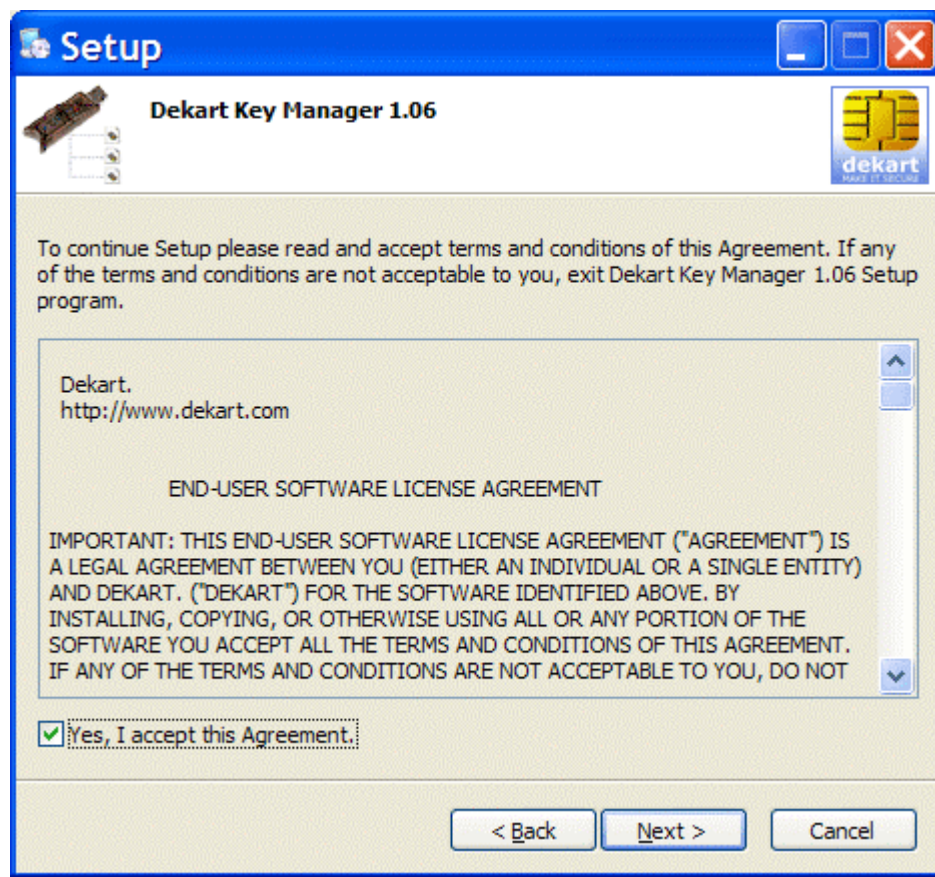 Setup
Dekart Key Manager 1.06
dekart
MAKE IT SECURE
To continue Setup please read and accept terms and conditions of this Agreement. If any
of the terms and conditions are not acceptable to you, exit Dekart Key Manager 1.06 Setup
program.
Dekart.
http://www.dekart.com
END-USER SOFTWARE LICENSE AGREEMENT
IMPORTANT: THIS END-USER SOFTWARE LICENSE AGREEMENT ("AGREEMENT") IS
A LEGAL AGREEMENT BETWEEN YOU (EITHER AN INDIVIDUAL OR A SINGLE ENTITY)
AND DEKART. ("DEKART") FOR THE SOFTWARE IDENTIFIED ABOVE. BY
INSTALLING, COPYING, OR OTHERWISE USING ALL OR ANY PORTION OF THE
SOFTWARE YOU ACCEPT ALL THE TERMS AND CONDITIONS OF THIS AGREEMENT.
IF ANY OF THE TERMS AND CONDITIONS ARE NOT ACCEPTABLE TO YOU, DO NOT
Yes, I accept this Agreement.
< Back Next > Cancel